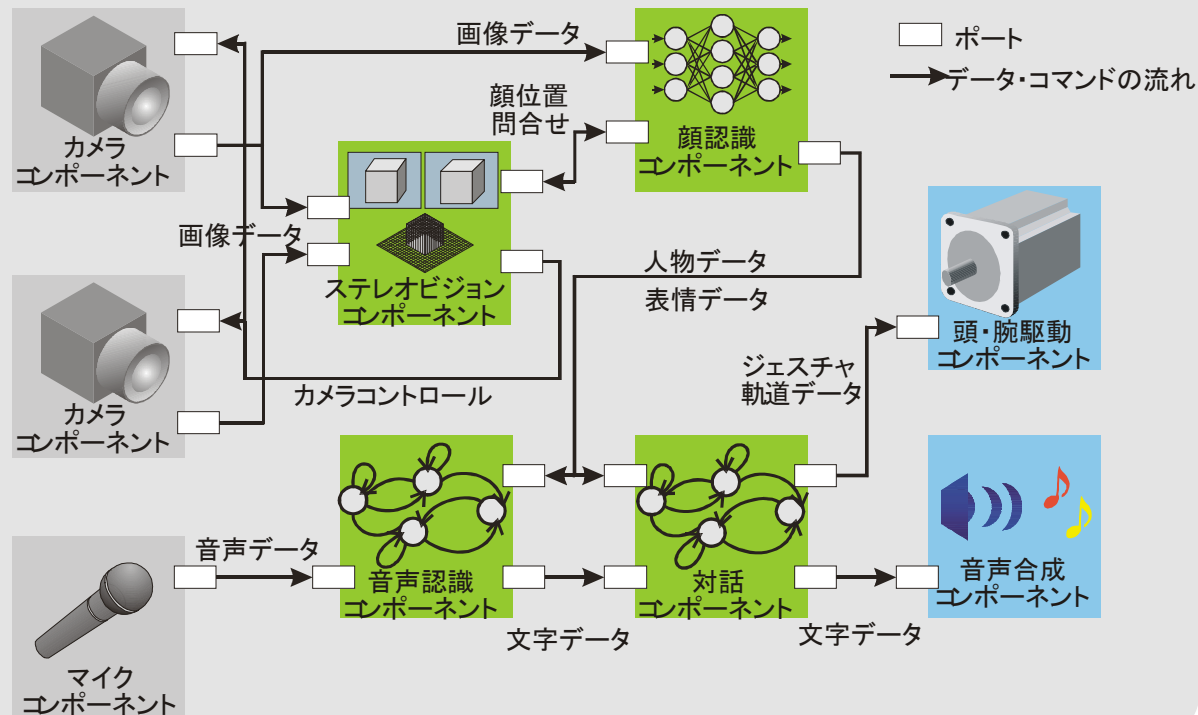 カメラ
コンポーネント
画像データ
顔位置
問合せ
顔認識
コンポーネント
ポート
データ・コマンドの流れ
画像データ
ステレオビジョン
コンポーネント
人物データ
表情データ
頭・腕駆動
コンポーネント
カメラ
コンポーネント
カメラコントロール
ジェスチャ
軌道データ
音声データ
音声認識
コンポーネント
文字データ
対話
コンポーネント
文字データ
音声合成
コンポーネント
マイク
コンポーネント